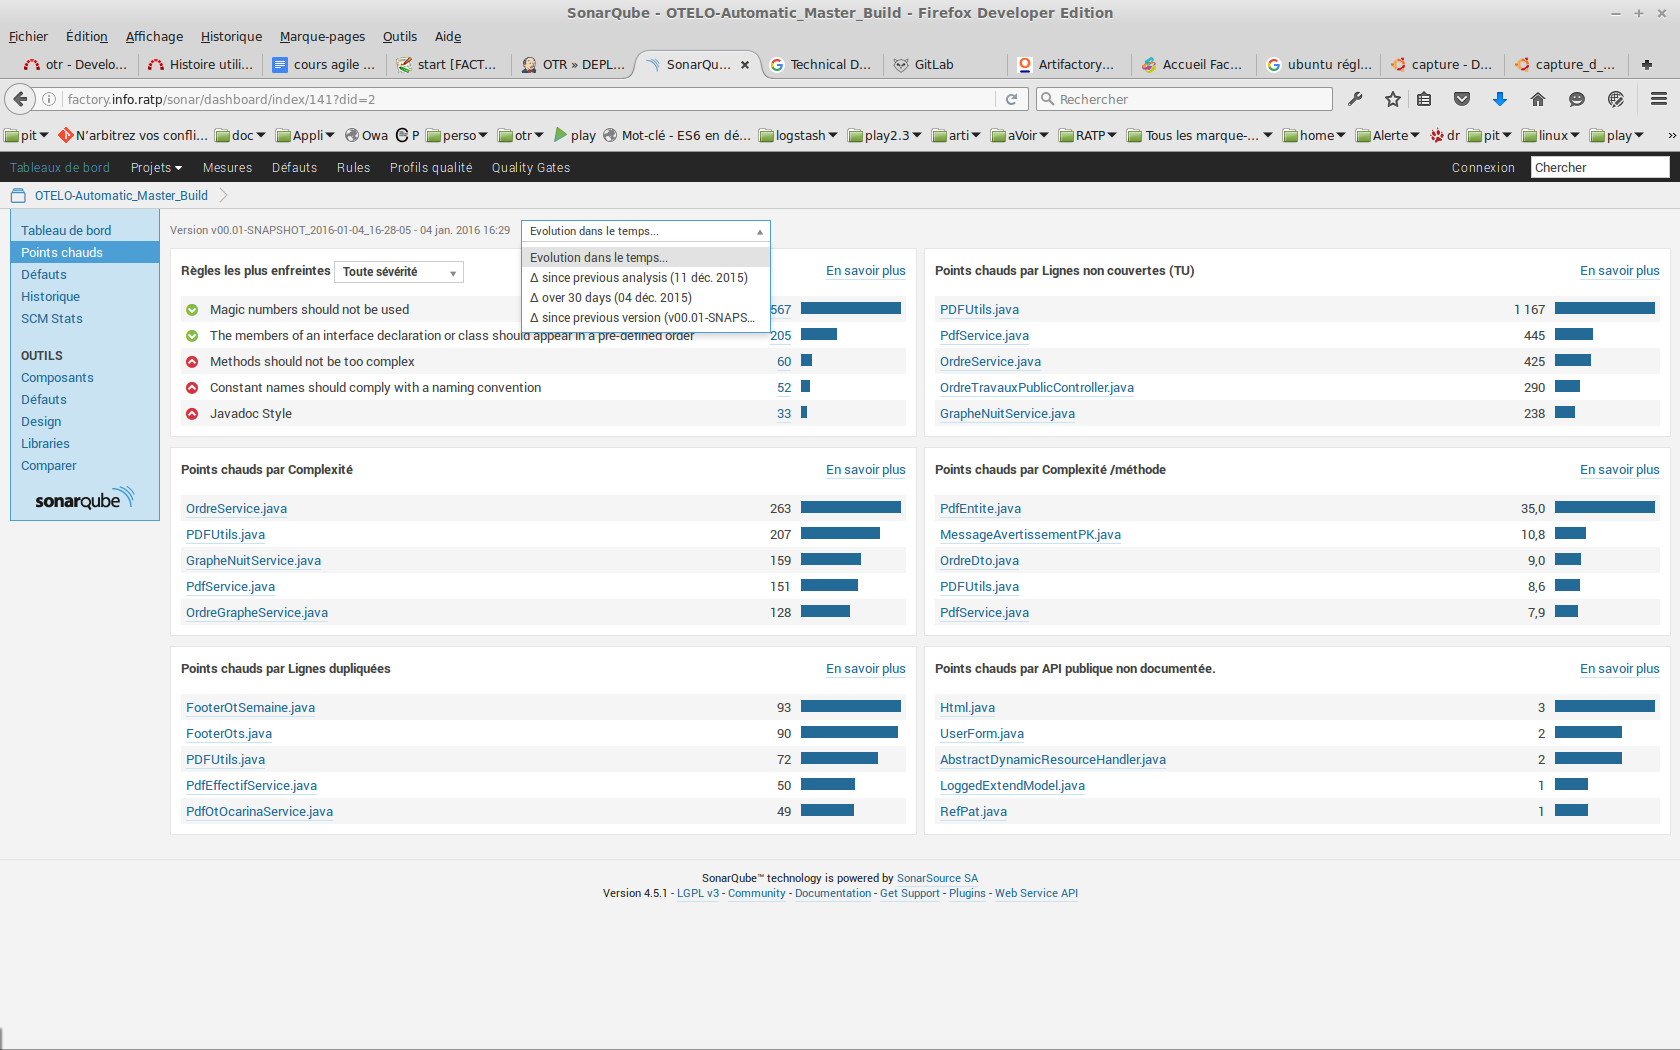 SonarQube - OTELO-Automatic_Master_Build - Firefox Developer Edition
Fichier Édition Affichage Historique Marque-pages Outils Aide
otr - Develo... Histoire utili... cours agile ... start [FACT... OTR » DEPL... SonarQu... Technical D... GitLab Artifactory... Accueil Fac... ubuntu régl... capture - D... capture_d_...
factory.info.ratp/sonar/dashboard/index/141?did=2 Rechercher
pit N'arbitrez vos confli... doc Appli Owa P perso otr play Mot-clé - ES6 en dé... logstash play2.3 arti aVoir RATP Tous les marque-... home Alerte dr pit linux play »
Tableaux de bord Projets Mesures Défauts Rules Profils qualité Quality Gates Connexion Chercher
OTELO-Automatic_Master_Build
Tableau de bord
Points chauds
Défauts
Historique
SCM Stats
OUTILS
Composants
Défauts
Design
Libraries
Comparer
sonarqube
Version v00.01-SNAPSHOT_2016-01-04_16-28-05 - 04 jan. 2016 16:29
Evolution dans le temps...
Evolution dans le temps...
Δ since previous analysis (11 déc. 2015)
Δ over 30 days (04 déc. 2015)
Δ since previous version (v00.01-SNAPS...
Règles les plus enfreintes Toute sévérité En savoir plus
Magic numbers should not be used 567
The members of an interface declaration or class should appear in a pre-defined order 205
Methods should not be too complex 60
Constant names should comply with a naming convention 52
Javadoc Style 33
Points chauds par Lignes non couvertes (TU) En savoir plus
PDFUtils.java 1 167
PdfService.java 445
OrdreService.java 425
OrdreTravauxPublicController.java 290
GrapheNuitService.java 238
Points chauds par Complexité En savoir plus
OrdreService.java 263
PDFUtils.java 207
GrapheNuitService.java 159
PdfService.java 151
OrdreGrapheService.java 128
Points chauds par Complexité /méthode En savoir plus
PdfEntite.java 35,0
MessageAvertissementPK.java 10,8
OrdreDto.java 9,0
PDFUtils.java 8,6
PdfService.java 7,9
Points chauds par Lignes dupliquées En savoir plus
FooterOtSemaine.java 93
FooterOts.java 90
PDFUtils.java 72
PdfEffectifService.java 50
PdfOtOcarinaService.java 49
Points chauds par API publique non documentée. En savoir plus
Html.java 3
UserForm.java 2
AbstractDynamicResourceHandler.java 2
LoggedExtendModel.java 1
RefPat.java 1
SonarQube™ technology is powered by SonarSource SA
Version 4.5.1 - LGPL v3 - Community - Documentation - Get Support - Plugins - Web Service API